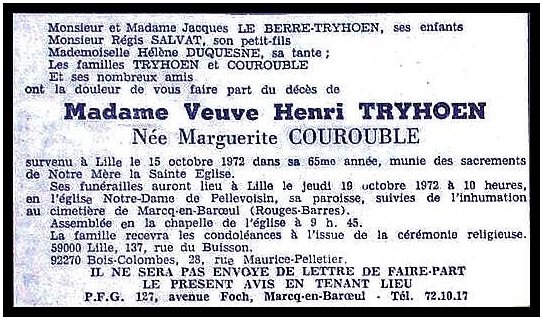 Monsieur et Madame Jacques LE BERRE-TRYHOEN, ses enfants
Monsieur Régis SALVAT, son petit-fils
Mademoiselle Hélène DUQUESNE, sa tante ;
Les familles TRYHOEN et COUROUBLE
Et ses nombreux amis
ont la douleur de vous faire part du décès de
Madame Veuve Henri TRYHOEN
Née Marguerite COUROUBLE
survenu à Lille le 15 octobre 1972 dans sa 65me année, munie des sacrements
de Notre Mère la Sainte Eglise.
Ses funérailles auront lieu à Lille le jeudi 19 octobre 1972 à 10 heures,
en l'église Notre-Dame de Pellevoisin, sa paroisse, suivies de l'inhumation
au cimetière de Marcq-en-Barœul (Rouges-Barres).
Assemblée en la chapelle de l'église à 9 h. 45.
La famille recevra les condoléances à l'issue de la cérémonie religieuse.
59000 Lille, 137, rue du Buisson.
92270 Bois-Colombes, 28, rue Maurice-Pelletier.
IL NE SERA PAS ENVOYE DE LETTRE DE FAIRE-PART
LE PRESENT AVIS EN TENANT LIEU
P.F.G. 127, avenue Foch, Marcq-en-Barœul - Tél. 72.10.17